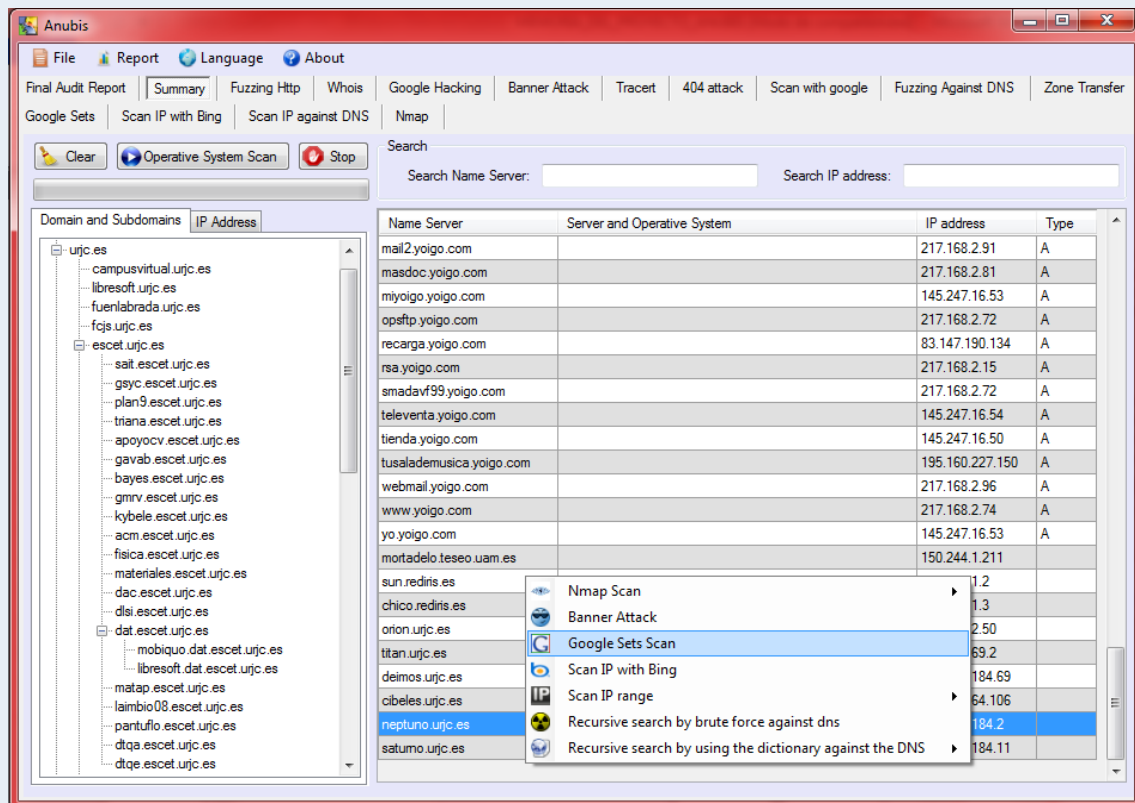 Anubis
File Report Language About
Final Audit Report Summary Fuzzing Http Whois Google Hacking Banner Attack Tracert 404 attack Scan with google Fuzzing Against DNS Zone Transfer
Google Sets Scan IP with Bing Scan IP against DNS Nmap
Clear Operative System Scan Stop
Search
Search Name Server: Search IP address:
Domain and Subdomains IP Address
urjc.es
campusvirtual.urjc.es
libresoft.urjc.es
fuenlabrada.urjc.es
fcjs.urjc.es
escet.urjc.es
sait.escet.urjc.es
gsyc.escet.urjc.es
plan9.escet.urjc.es
triana.escet.urjc.es
apoyocv.escet.urjc.es
gavab.escet.urjc.es
bayes.escet.urjc.es
gmrv.escet.urjc.es
kybele.escet.urjc.es
acm.escet.urjc.es
fisica.escet.urjc.es
materiales.escet.urjc.es
dac.escet.urjc.es
dlsi.escet.urjc.es
dat.escet.urjc.es
mobiquo.dat.escet.urjc.es
libresoft.dat.escet.urjc.es
matap.escet.urjc.es
laimbio08.escet.urjc.es
pantuflo.escet.urjc.es
dtqa.escet.urjc.es
dtqe.escet.urjc.es
Name Server Server and Operative System IP address Type
mail2.yoigo.com 217.168.2.91 A
masdoc.yoigo.com 217.168.2.81 A
miyoigo.yoigo.com 145.247.16.53 A
opsftp.yoigo.com 217.168.2.72 A
recarga.yoigo.com 83.147.190.134 A
rsa.yoigo.com 217.168.2.15 A
smadavf99.yoigo.com 217.168.2.72 A
televenta.yoigo.com 145.247.16.54 A
tienda.yoigo.com 145.247.16.50 A
tusalademusica.yoigo.com 195.160.227.150 A
webmail.yoigo.com 217.168.2.96 A
www.yoigo.com 217.168.2.74 A
yo.yoigo.com 145.247.16.53 A
mortadelo.teseo.uam.es 150.244.1.211
sun.rediris.es 1.2
chico.rediris.es 1.3
orion.urjc.es 2.50
titan.urjc.es 69.2
deimos.urjc.es 184.69
cibeles.urjc.es 64.106
neptuno.urjc.es 184.2
saturno.urjc.es 184.11
Nmap Scan
Banner Attack
Google Sets Scan
Scan IP with Bing
IP Scan IP range
Recursive search by brute force against dns
Recursive search by using the dictionary against the DNS